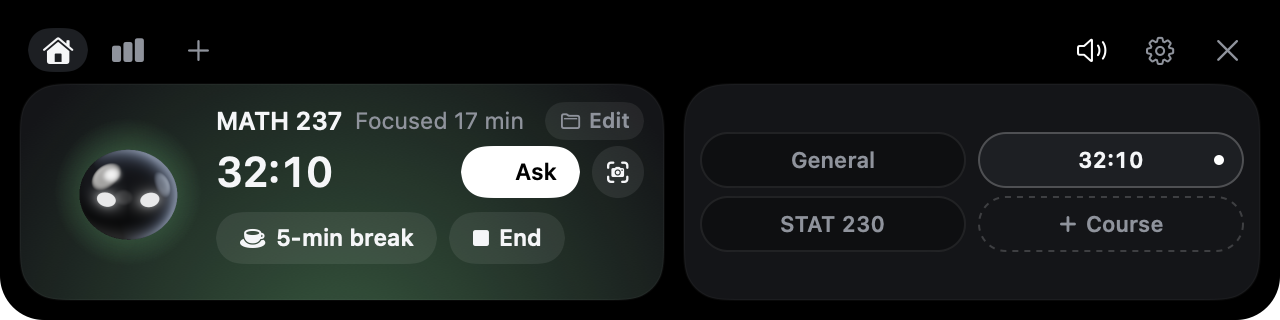 MATH 237 Focused 17 min Edit
32:10 Ask
5-min break End
General 32:10
STAT 230 + Course